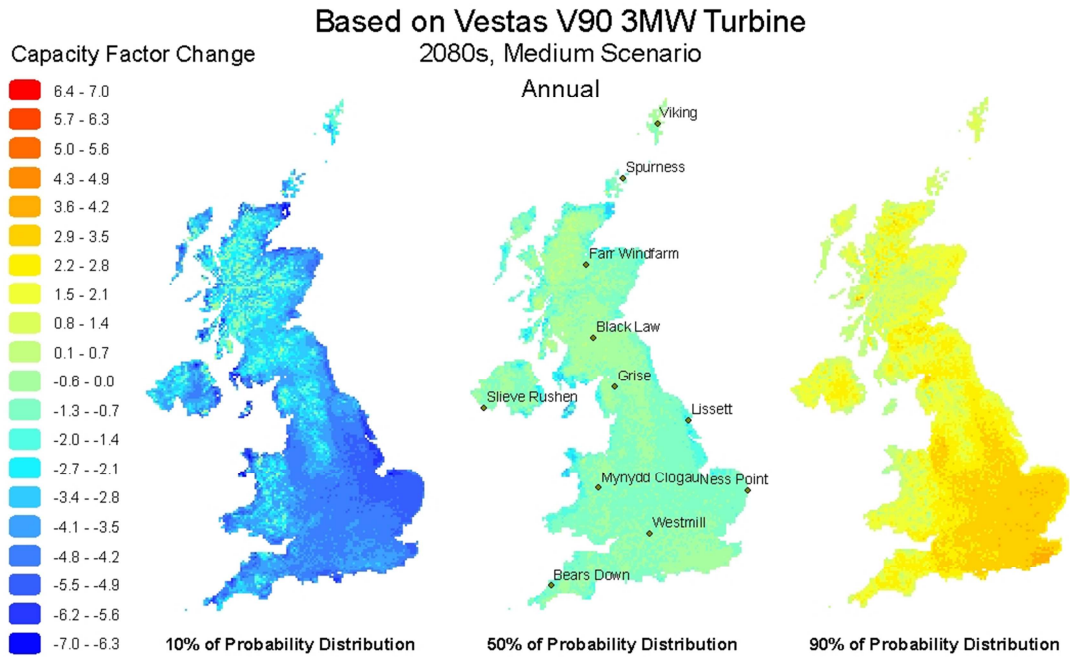 Based on Vestas V90 3MW Turbine
Capacity Factor Change
2080s, Medium Scenario
Annual
6.4 - 7.0
5.7 - 6.3
5.0 - 5.6
4.3 - 4.9
3.6 - 4.2
2.9 - 3.5
2.2 - 2.8
1.5 - 2.1
0.8 - 1.4
0.1 - 0.7
-0.6 - 0.0
-1.3 - -0.7
-2.0 - -1.4
-2.7 - -2.1
-3.4 - -2.8
-4.1 - -3.5
-4.8 - -4.2
-5.5 - -4.9
-6.2 - -5.6
-7.0 - -6.3
Viking
Spurness
Farr Windfarm
Black Law
Grise
Slieve Rushen
Lissett
Mynydd Clogau
Ness Point
Westmill
Bears Down
10% of Probability Distribution
50% of Probability Distribution
90% of Probability Distribution